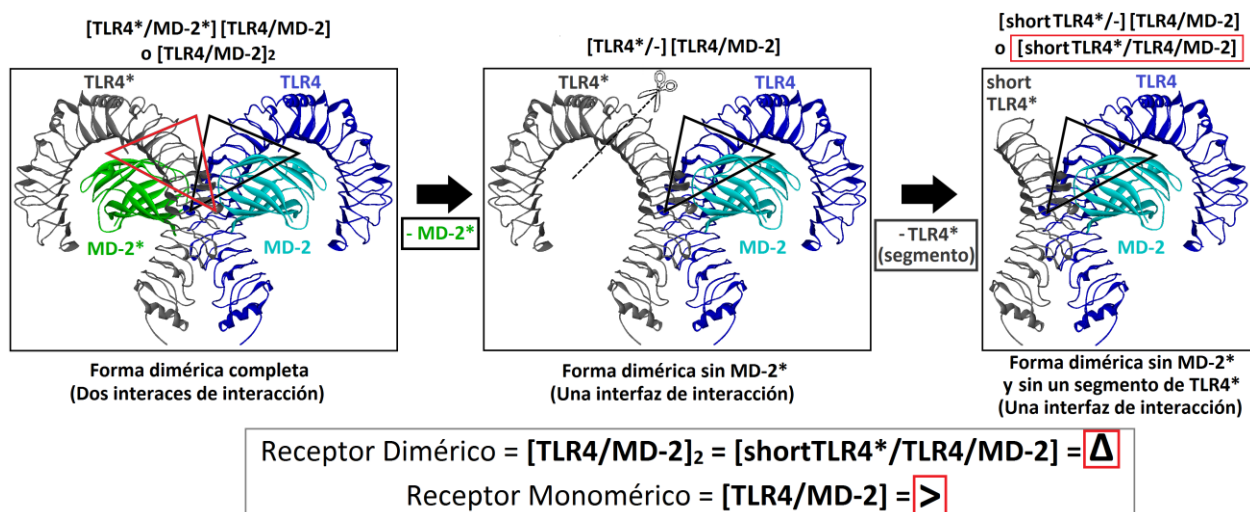 [TLR4*/MD-2*] [TLR4/MD-2]
o [TLR4/MD-2]₂
TLR4*
TLR4
MD-2*
MD-2
Forma dimérica completa
(Dos interaces de interacción)
- MD-2*
[TLR4*/-] [TLR4/MD-2]
TLR4*
TLR4
MD-2
Forma dimérica sin MD-2*
(Una interfaz de interacción)
- TLR4*
(segmento)
[short TLR4*/-] [TLR4/MD-2]
o [short TLR4*/TLR4/MD-2]
short
TLR4*
TLR4
MD-2
Forma dimérica sin MD-2*
y sin un segmento de TLR4*
(Una interfaz de interacción)
Receptor Dimérico = [TLR4/MD-2]₂ = [shortTLR4*/TLR4/MD-2] = Δ
Receptor Monomérico = [TLR4/MD-2] = >